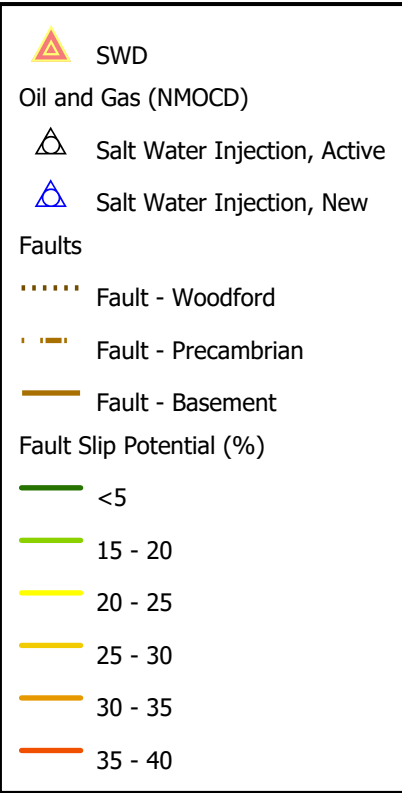 SWD
Oil and Gas (NMOCD)
Salt Water Injection, Active
Salt Water Injection, New
Faults
Fault - Woodford
Fault - Precambrian
Fault - Basement
Fault Slip Potential (%)
<5
15 - 20
20 - 25
25 - 30
30 - 35
35 - 40